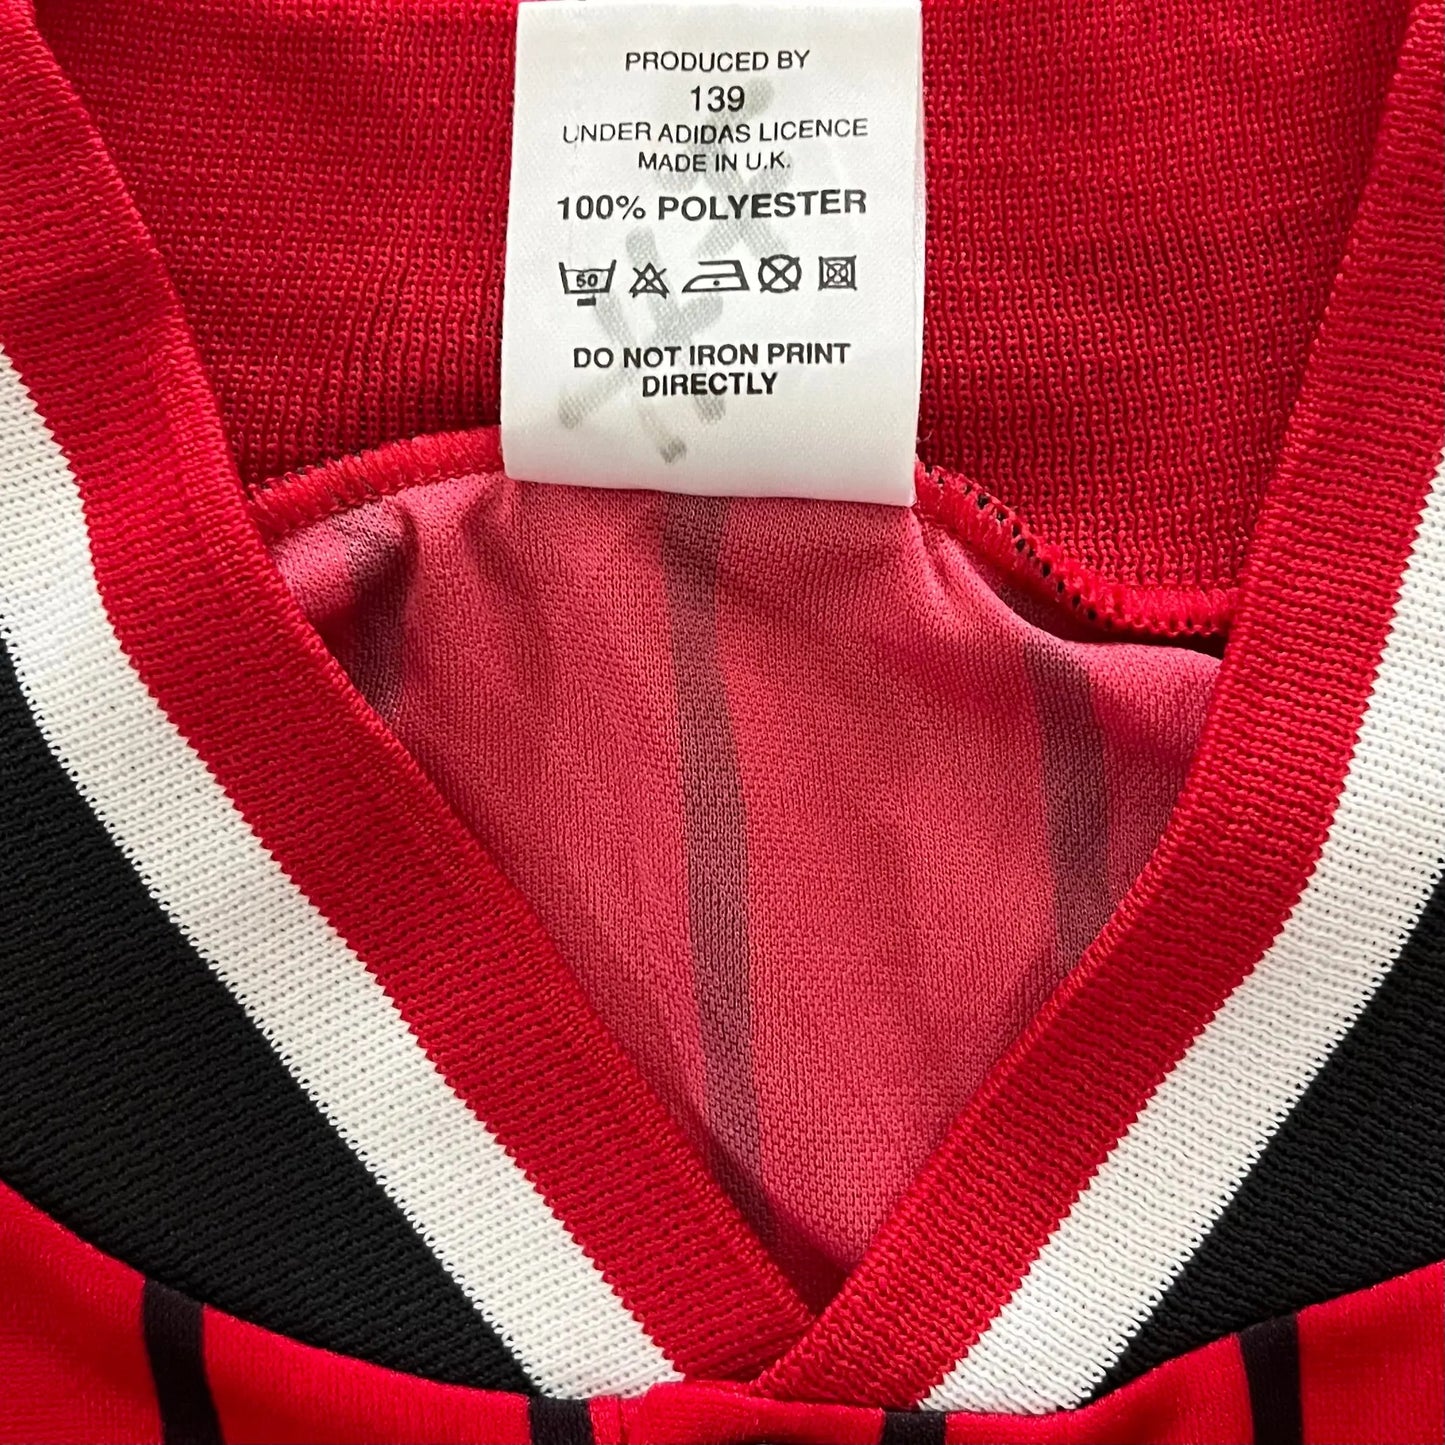 PRODUCED BY
139
UNDER ADIDAS LICENCE
MADE IN U.K.
100% POLYESTER
50
DO NOT IRON PRINT
DIRECTLY